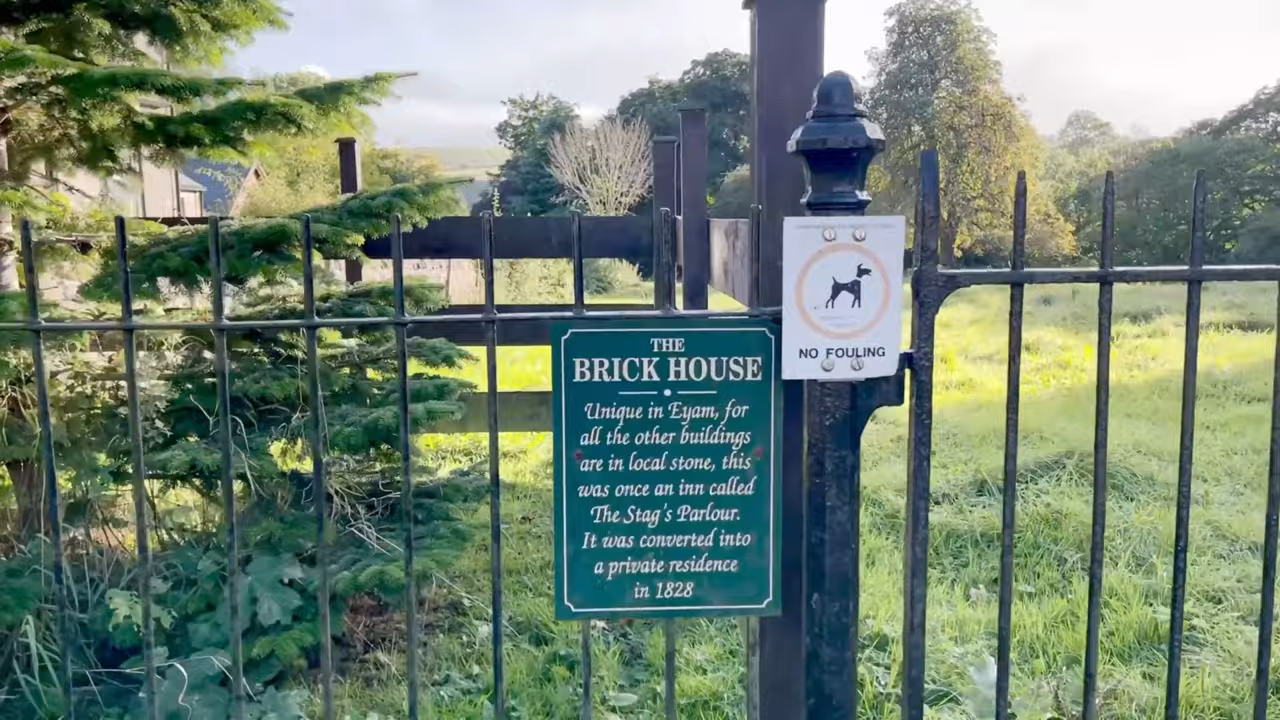 THE
BRICK HOUSE
Unique in Eyam, for
all the other buildings
are in local stone, this
was once an inn called
The Stag's Parlour.
It was converted into
a private residence
in 1828
NO FOULING